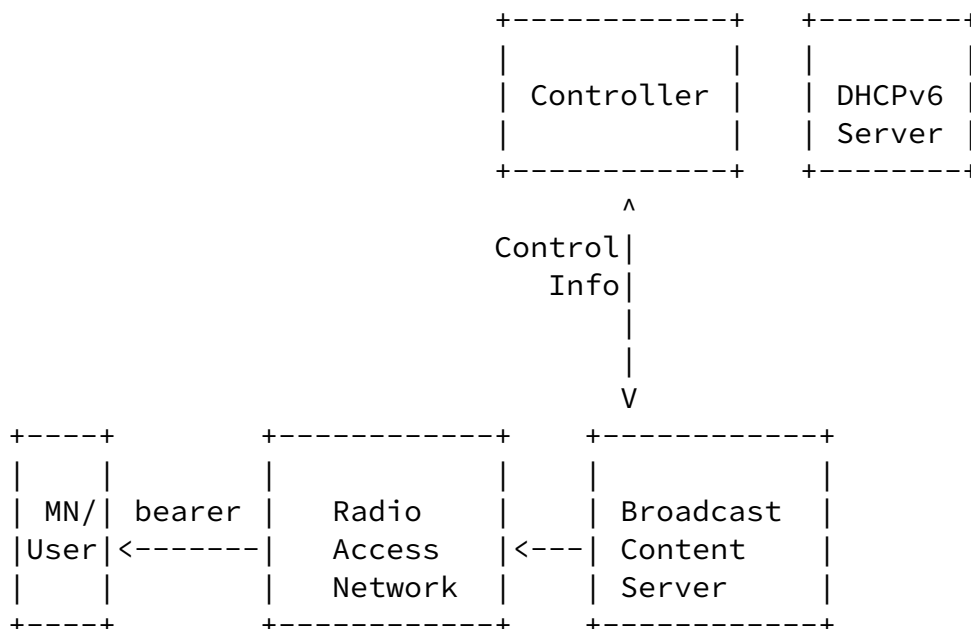 +------------+   +--------+
|            |   |        |
| Controller |   | DHCPv6 |
|            |   | Server |
+------------+   +--------+
^
Control|
Info|
|
|
V
+----+        +------------+    +------------+
|    |        |            |    |            |
| MN/| bearer |   Radio    |    | Broadcast  |
|User|<-------|   Access   |<---| Content    |
|    |        |   Network  |    | Server     |
+----+        +------------+    +------------+